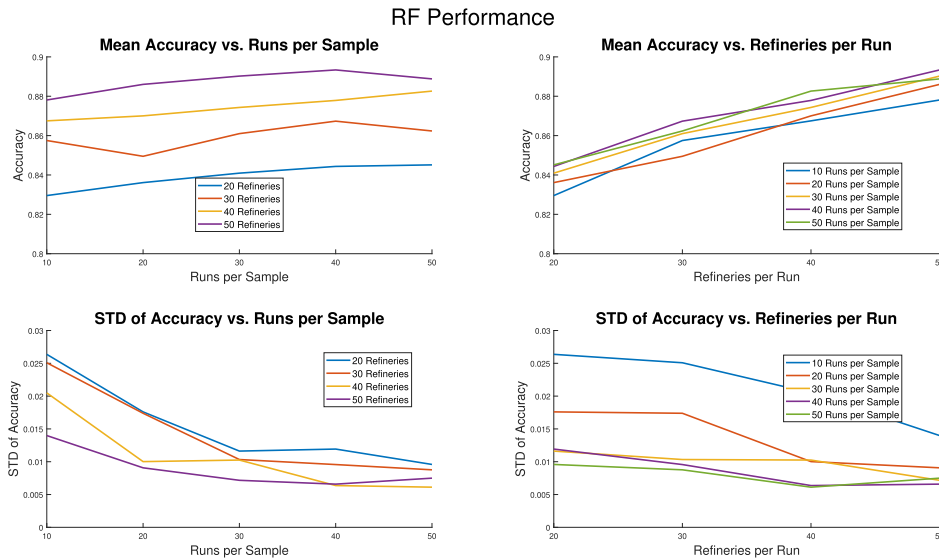 RF Performance
Mean Accuracy vs. Runs per Sample
Accuracy
0.9
0.88
0.86
0.84
0.82
0.8
20 Refineries
30 Refineries
40 Refineries
50 Refineries
10 20 30 40 50
Runs per Sample
Mean Accuracy vs. Refineries per Run
Accuracy
0.9
0.88
0.86
0.84
0.82
0.8
10 Runs per Sample
20 Runs per Sample
30 Runs per Sample
40 Runs per Sample
50 Runs per Sample
20 30 40 5
Refineries per Run
STD of Accuracy vs. Runs per Sample
STD of Accuracy
0.03
0.025
0.02
0.015
0.01
0.005
0
20 Refineries
30 Refineries
40 Refineries
50 Refineries
10 20 30 40 50
Runs per Sample
STD of Accuracy vs. Refineries per Run
STD of Accuracy
0.03
0.025
0.02
0.015
0.01
0.005
0
10 Runs per Sample
20 Runs per Sample
30 Runs per Sample
40 Runs per Sample
50 Runs per Sample
20 30 40 5
Refineries per Run